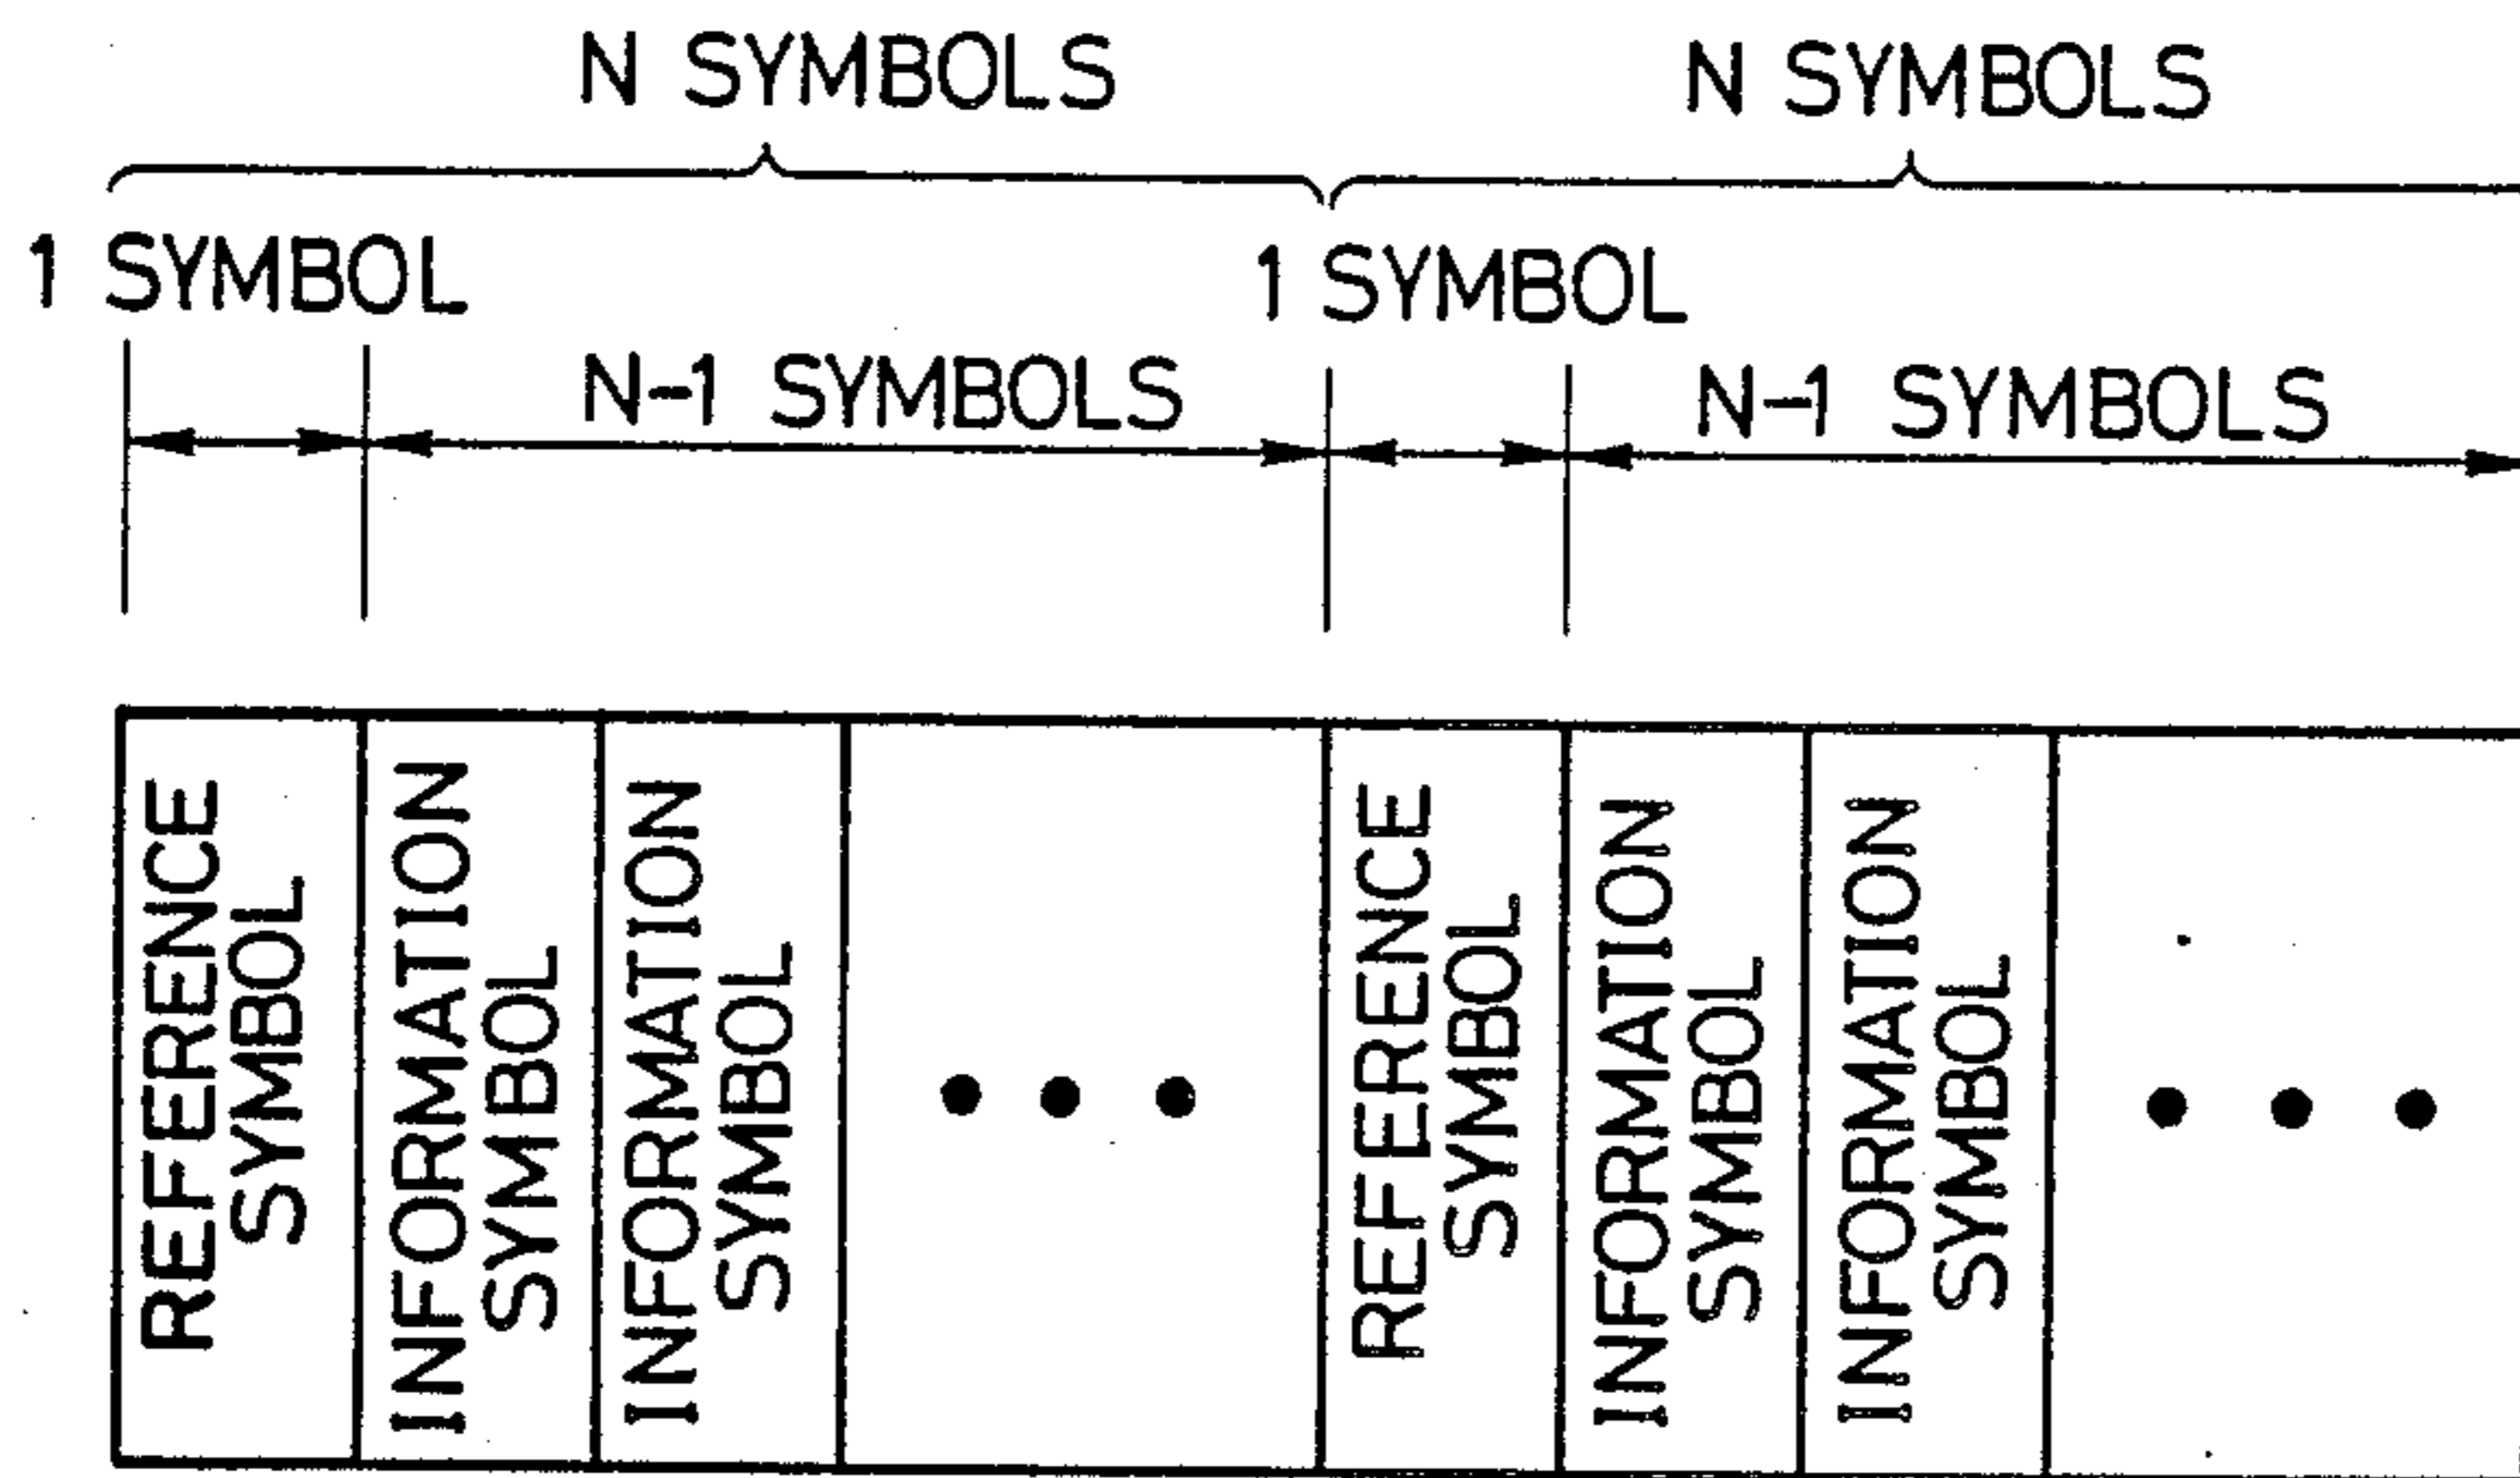 N SYMBOLS
N SYMBOLS
1 SYMBOL
1 SYMBOL
N-1 SYMBOLS
N-1 SYMBOLS
REFERENCE
SYMBOL
INFORMATION
SYMBOL
INFORMATION
SYMBOL
REFERENCE
SYMBOL
INFORMATION
SYMBOL
INFORMATION
SYMBOL